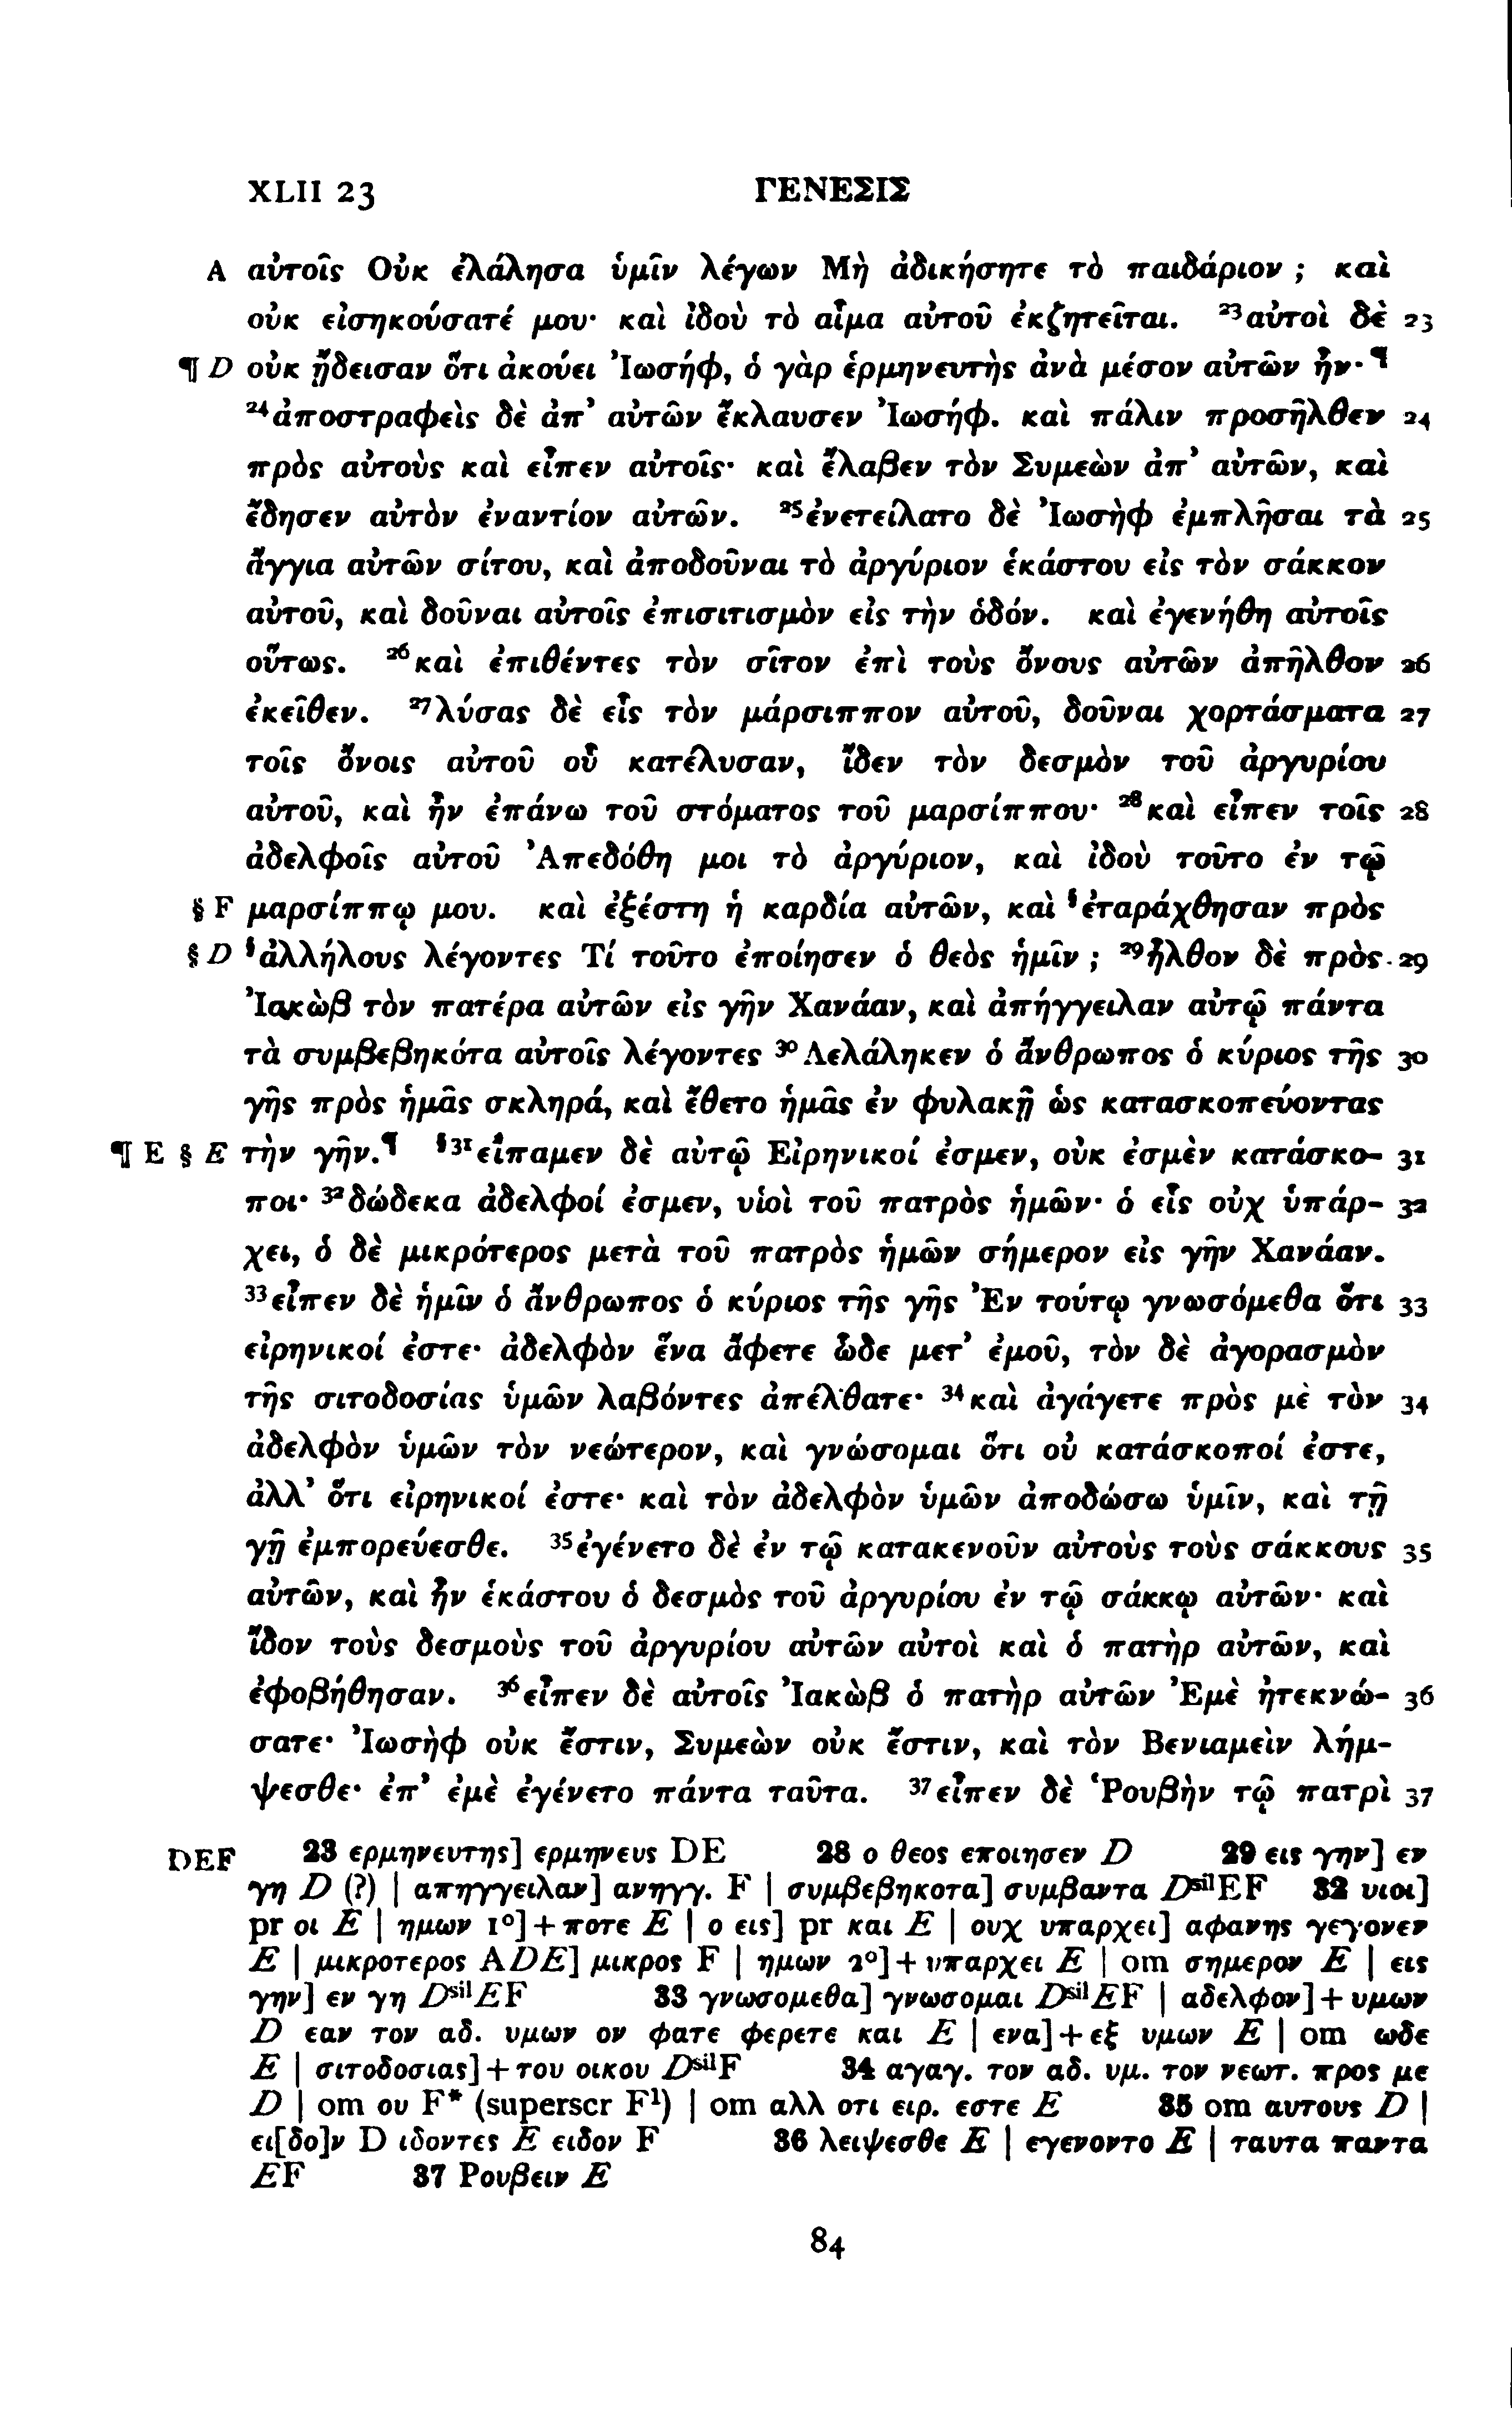 XLII 23 ΓΕΝΕΣΙΣ
A αὐτοῖς Οὐκ ἐλάλησα ὑμῖν λέγων Μὴ ἀδικήσητε τὸ παιδάριον ; καὶ
οὐκ εἰσηκούσατέ μου· καὶ ἰδοὺ τὸ αἷμα αὐτοῦ ἐκζητεῖται. ²³αὐτοὶ δὲ 23
¶ D οὐκ ᾔδεισαν ὅτι ἀκούει Ἰωσήφ, ὁ γὰρ ἑρμηνευτὴς ἀνὰ μέσον αὐτῶν ἦν·¶
²⁴ἀποστραφεὶς δὲ ἀπ’ αὐτῶν ἔκλαυσεν Ἰωσήφ. καὶ πάλιν προσῆλθεν 24
πρὸς αὐτοὺς καὶ εἶπεν αὐτοῖς· καὶ ἔλαβεν τὸν Συμεὼν ἀπ’ αὐτῶν, καὶ
ἔδησεν αὐτὸν ἐναντίον αὐτῶν. ²⁵ἐνετείλατο δὲ Ἰωσὴφ ἐμπλῆσαι τὰ 25
ἄγγια αὐτῶν σίτου, καὶ ἀποδοῦναι τὸ ἀργύριον ἑκάστου εἰς τὸν σάκκον
αὐτοῦ, καὶ δοῦναι αὐτοῖς ἐπισιτισμὸν εἰς τὴν ὁδόν. καὶ ἐγενήθη αὐτοῖς
οὕτως. ²⁶καὶ ἐπιθέντες τὸν σῖτον ἐπὶ τοὺς ὄνους αὐτῶν ἀπῆλθον 26
ἐκεῖθεν. ²⁷λύσας δὲ εἷς τὸν μάρσιππον αὐτοῦ, δοῦναι χορτάσματα 27
τοῖς ὄνοις αὐτοῦ οὗ κατέλυσαν, ἴδεν τὸν δεσμὸν τοῦ ἀργυρίου
αὐτοῦ, καὶ ἦν ἐπάνω τοῦ στόματος τοῦ μαρσίππου· ²⁸καὶ εἶπεν τοῖς 28
ἀδελφοῖς αὐτοῦ Ἀπεδόθη μοι τὸ ἀργύριον, καὶ ἰδοὺ τοῦτο ἐν τῷ
§ F μαρσίππῳ μου. καὶ ἐξέστη ἡ καρδία αὐτῶν, καὶ §ἐταράχθησαν πρὸς
§ D §ἀλλήλους λέγοντες Τί τοῦτο ἐποίησεν ὁ θεὸς ἡμῖν ; ²⁹ἦλθον δὲ πρὸς 29
Ἰακὼβ τὸν πατέρα αὐτῶν εἰς γῆν Χανάαν, καὶ ἀπήγγειλαν αὐτῷ πάντα
τὰ συμβεβηκότα αὐτοῖς λέγοντες ³⁰Λελάληκεν ὁ ἄνθρωπος ὁ κύριος τῆς 30
γῆς πρὸς ἡμᾶς σκληρά, καὶ ἔθετο ἡμᾶς ἐν φυλακῇ ὡς κατασκοπεύοντας
¶ E § E τὴν γῆν.¶ §³¹εἴπαμεν δὲ αὐτῷ Εἰρηνικοί ἐσμεν, οὐκ ἐσμὲν κατάσκο- 31
ποι· ³²δώδεκα ἀδελφοί ἐσμεν, υἱοὶ τοῦ πατρὸς ἡμῶν· ὁ εἷς οὐχ ὑπάρ- 32
χει, ὁ δὲ μικρότερος μετὰ τοῦ πατρὸς ἡμῶν σήμερον εἰς γῆν Χανάαν.
³³εἶπεν δὲ ἡμῖν ὁ ἄνθρωπος ὁ κύριος τῆς γῆς Ἐν τούτῳ γνωσόμεθα ὅτι 33
εἰρηνικοί ἐστε· ἀδελφὸν ἕνα ἄφετε ὧδε μετ’ ἐμοῦ, τὸν δὲ ἀγορασμὸν
τῆς σιτοδοσίας ὑμῶν λαβόντες ἀπέλθατε· ³⁴καὶ ἀγάγετε πρὸς μὲ τὸν 34
ἀδελφὸν ὑμῶν τὸν νεώτερον, καὶ γνώσομαι ὅτι οὐ κατάσκοποί ἐστε,
ἀλλ’ ὅτι εἰρηνικοί ἐστε· καὶ τὸν ἀδελφὸν ὑμῶν ἀποδώσω ὑμῖν, καὶ τῇ
γῇ ἐμπορεύεσθε. ³⁵ἐγένετο δὲ ἐν τῷ κατακενοῦν αὐτοὺς τοὺς σάκκους 35
αὐτῶν, καὶ ἦν ἑκάστου ὁ δεσμὸς τοῦ ἀργυρίου ἐν τῷ σάκκῳ αὐτῶν· καὶ
ἴδον τοὺς δεσμοὺς τοῦ ἀργυρίου αὐτῶν αὐτοὶ καὶ ὁ πατὴρ αὐτῶν, καὶ
ἐφοβήθησαν. ³⁶εἶπεν δὲ αὐτοῖς Ἰακὼβ ὁ πατὴρ αὐτῶν Ἐμὲ ἠτεκνώ- 36
σατε· Ἰωσὴφ οὐκ ἔστιν, Συμεὼν οὐκ ἔστιν, καὶ τὸν Βενιαμεὶν λήμ-
ψεσθε· ἐπ’ ἐμὲ ἐγένετο πάντα ταῦτα. ³⁷εἶπεν δὲ Ῥουβὴν τῷ πατρὶ 37
DEF 23 ερμηνευτης] ερμηνευς DE 28 ο θεος εποιησεν D 29 εις γην] εν
γη D (?) | απηγγειλαν] ανηγγ. F | συμβεβηκοτα] συμβαντα Dˢⁱˡ EF 32 υιοι]
pr οι E | ημων 1º] + ποτε E | ο εις] pr και E | ουχ υπαρχει] αφανης γεγονεν
E | μικροτερος ADE] μικρος F | ημων 2º] + υπαρχει E | om σημερον E | εις
γην] εν γη Dˢⁱˡ EF 33 γνωσομεθα] γνωσομαι Dˢⁱˡ EF | αδελφον] + υμων
D εαν τον αδ. υμων ον φατε φερετε και E | ενα] + εξ υμων E | om ωδε
E | σιτοδοσιας] + του οικου Dˢⁱˡ F 34 αγαγ. τον αδ. υμ. τον νεωτ. προς με
D | om ου F* (superscr F¹) | om αλλ οτι ειρ. εστε E 35 om αυτους D |
ει[δο]ν D ιδοντες E ειδον F 36 λειψεσθε E | εγενοντο E | ταυτα παντα
EF 37 Ρουβειν E
84